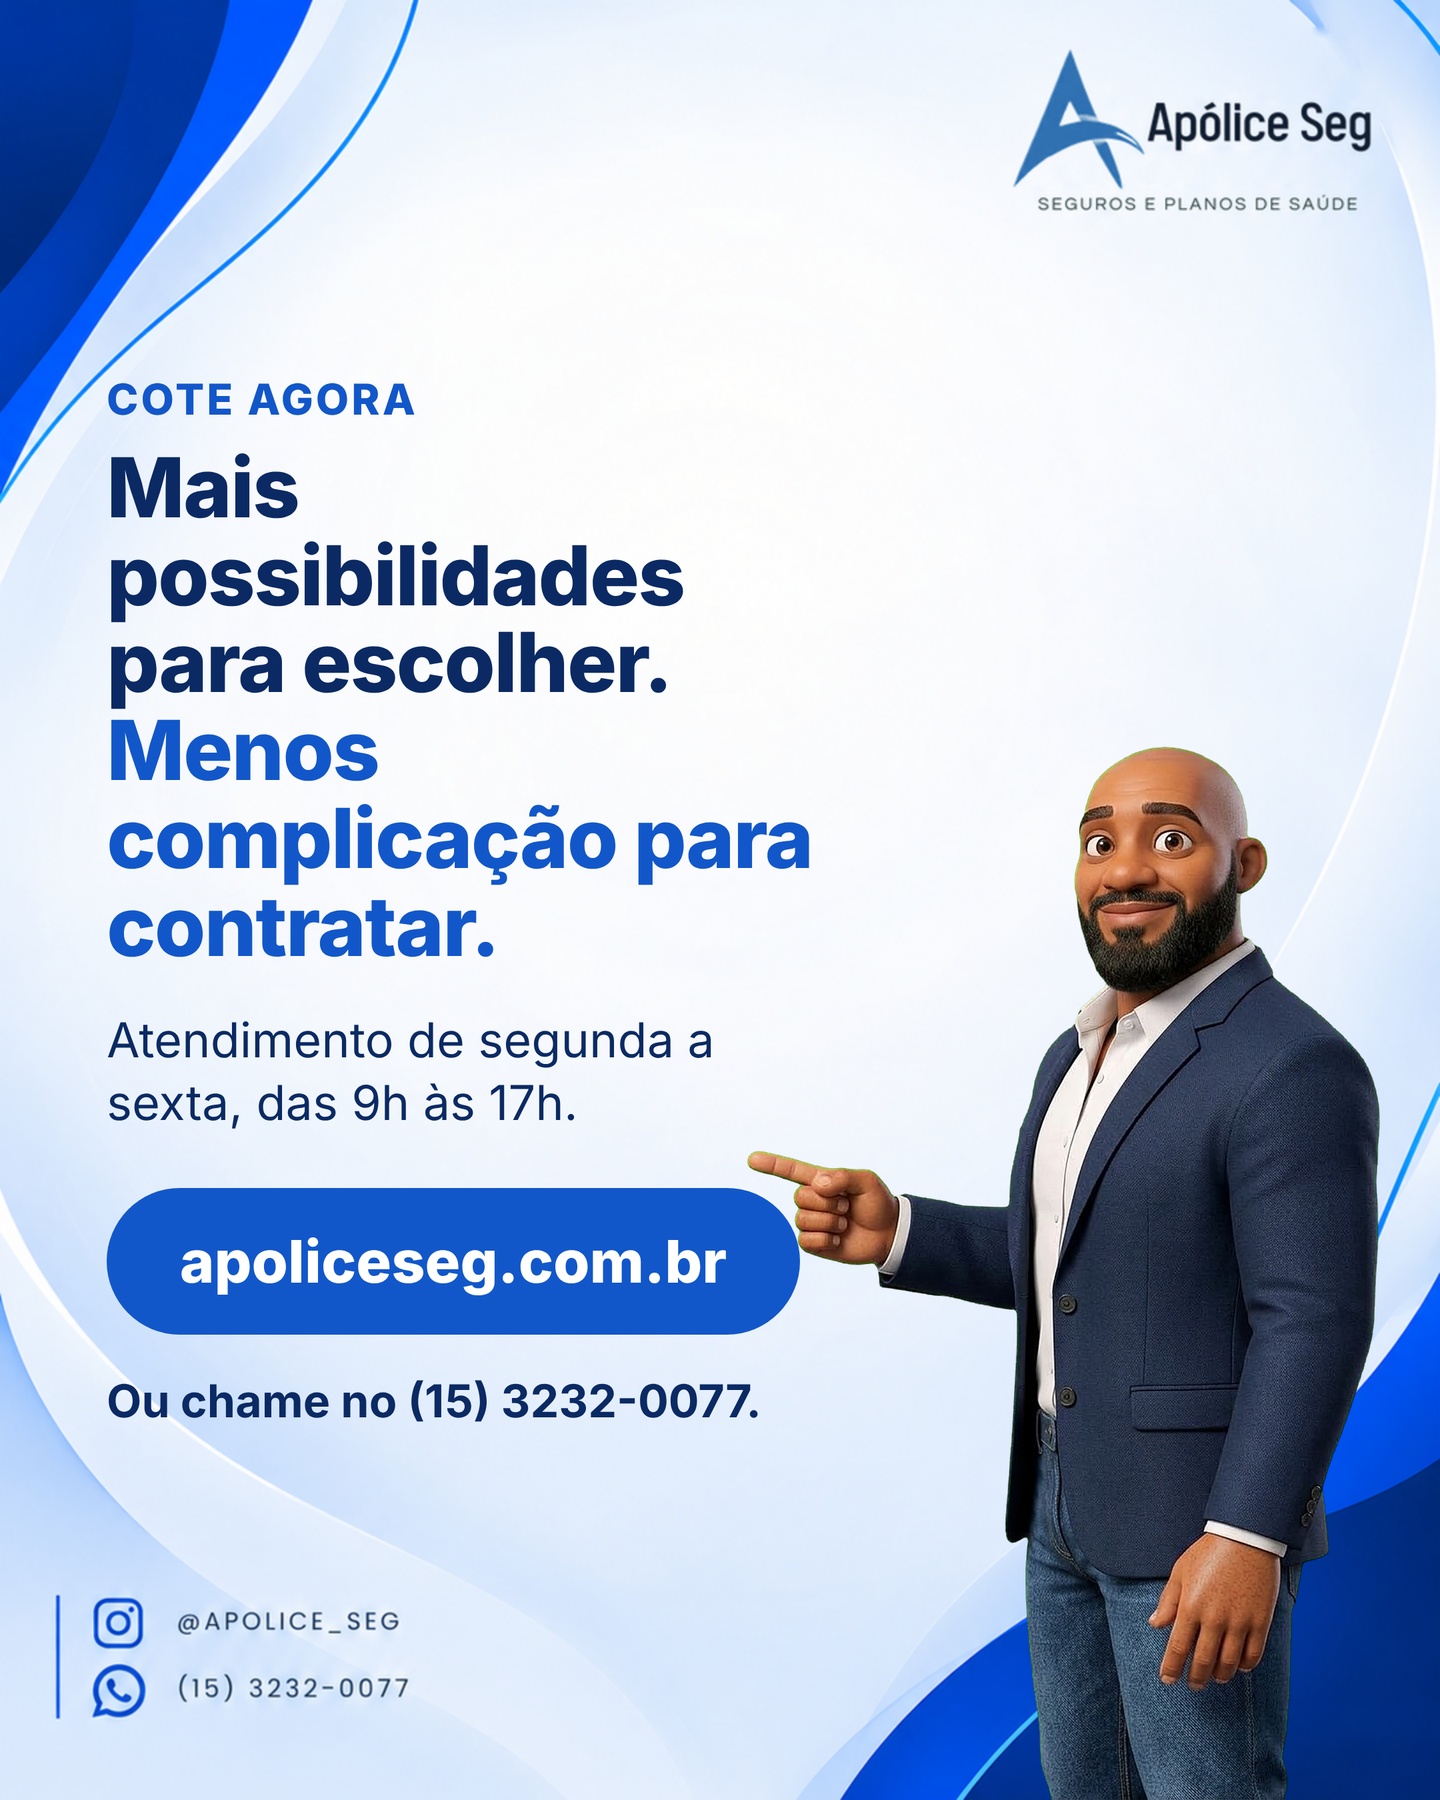 Apólice Seg
SEGUROS E PLANOS DE SAÚDE
COTE AGORA
Mais
possibilidades
para escolher.
Menos
complicação para
contratar.
Atendimento de segunda a
sexta, das 9h às 17h.
apoliceseg.com.br
Ou chame no (15) 3232-0077.
@APOLICE_SEG
(15) 3232-0077